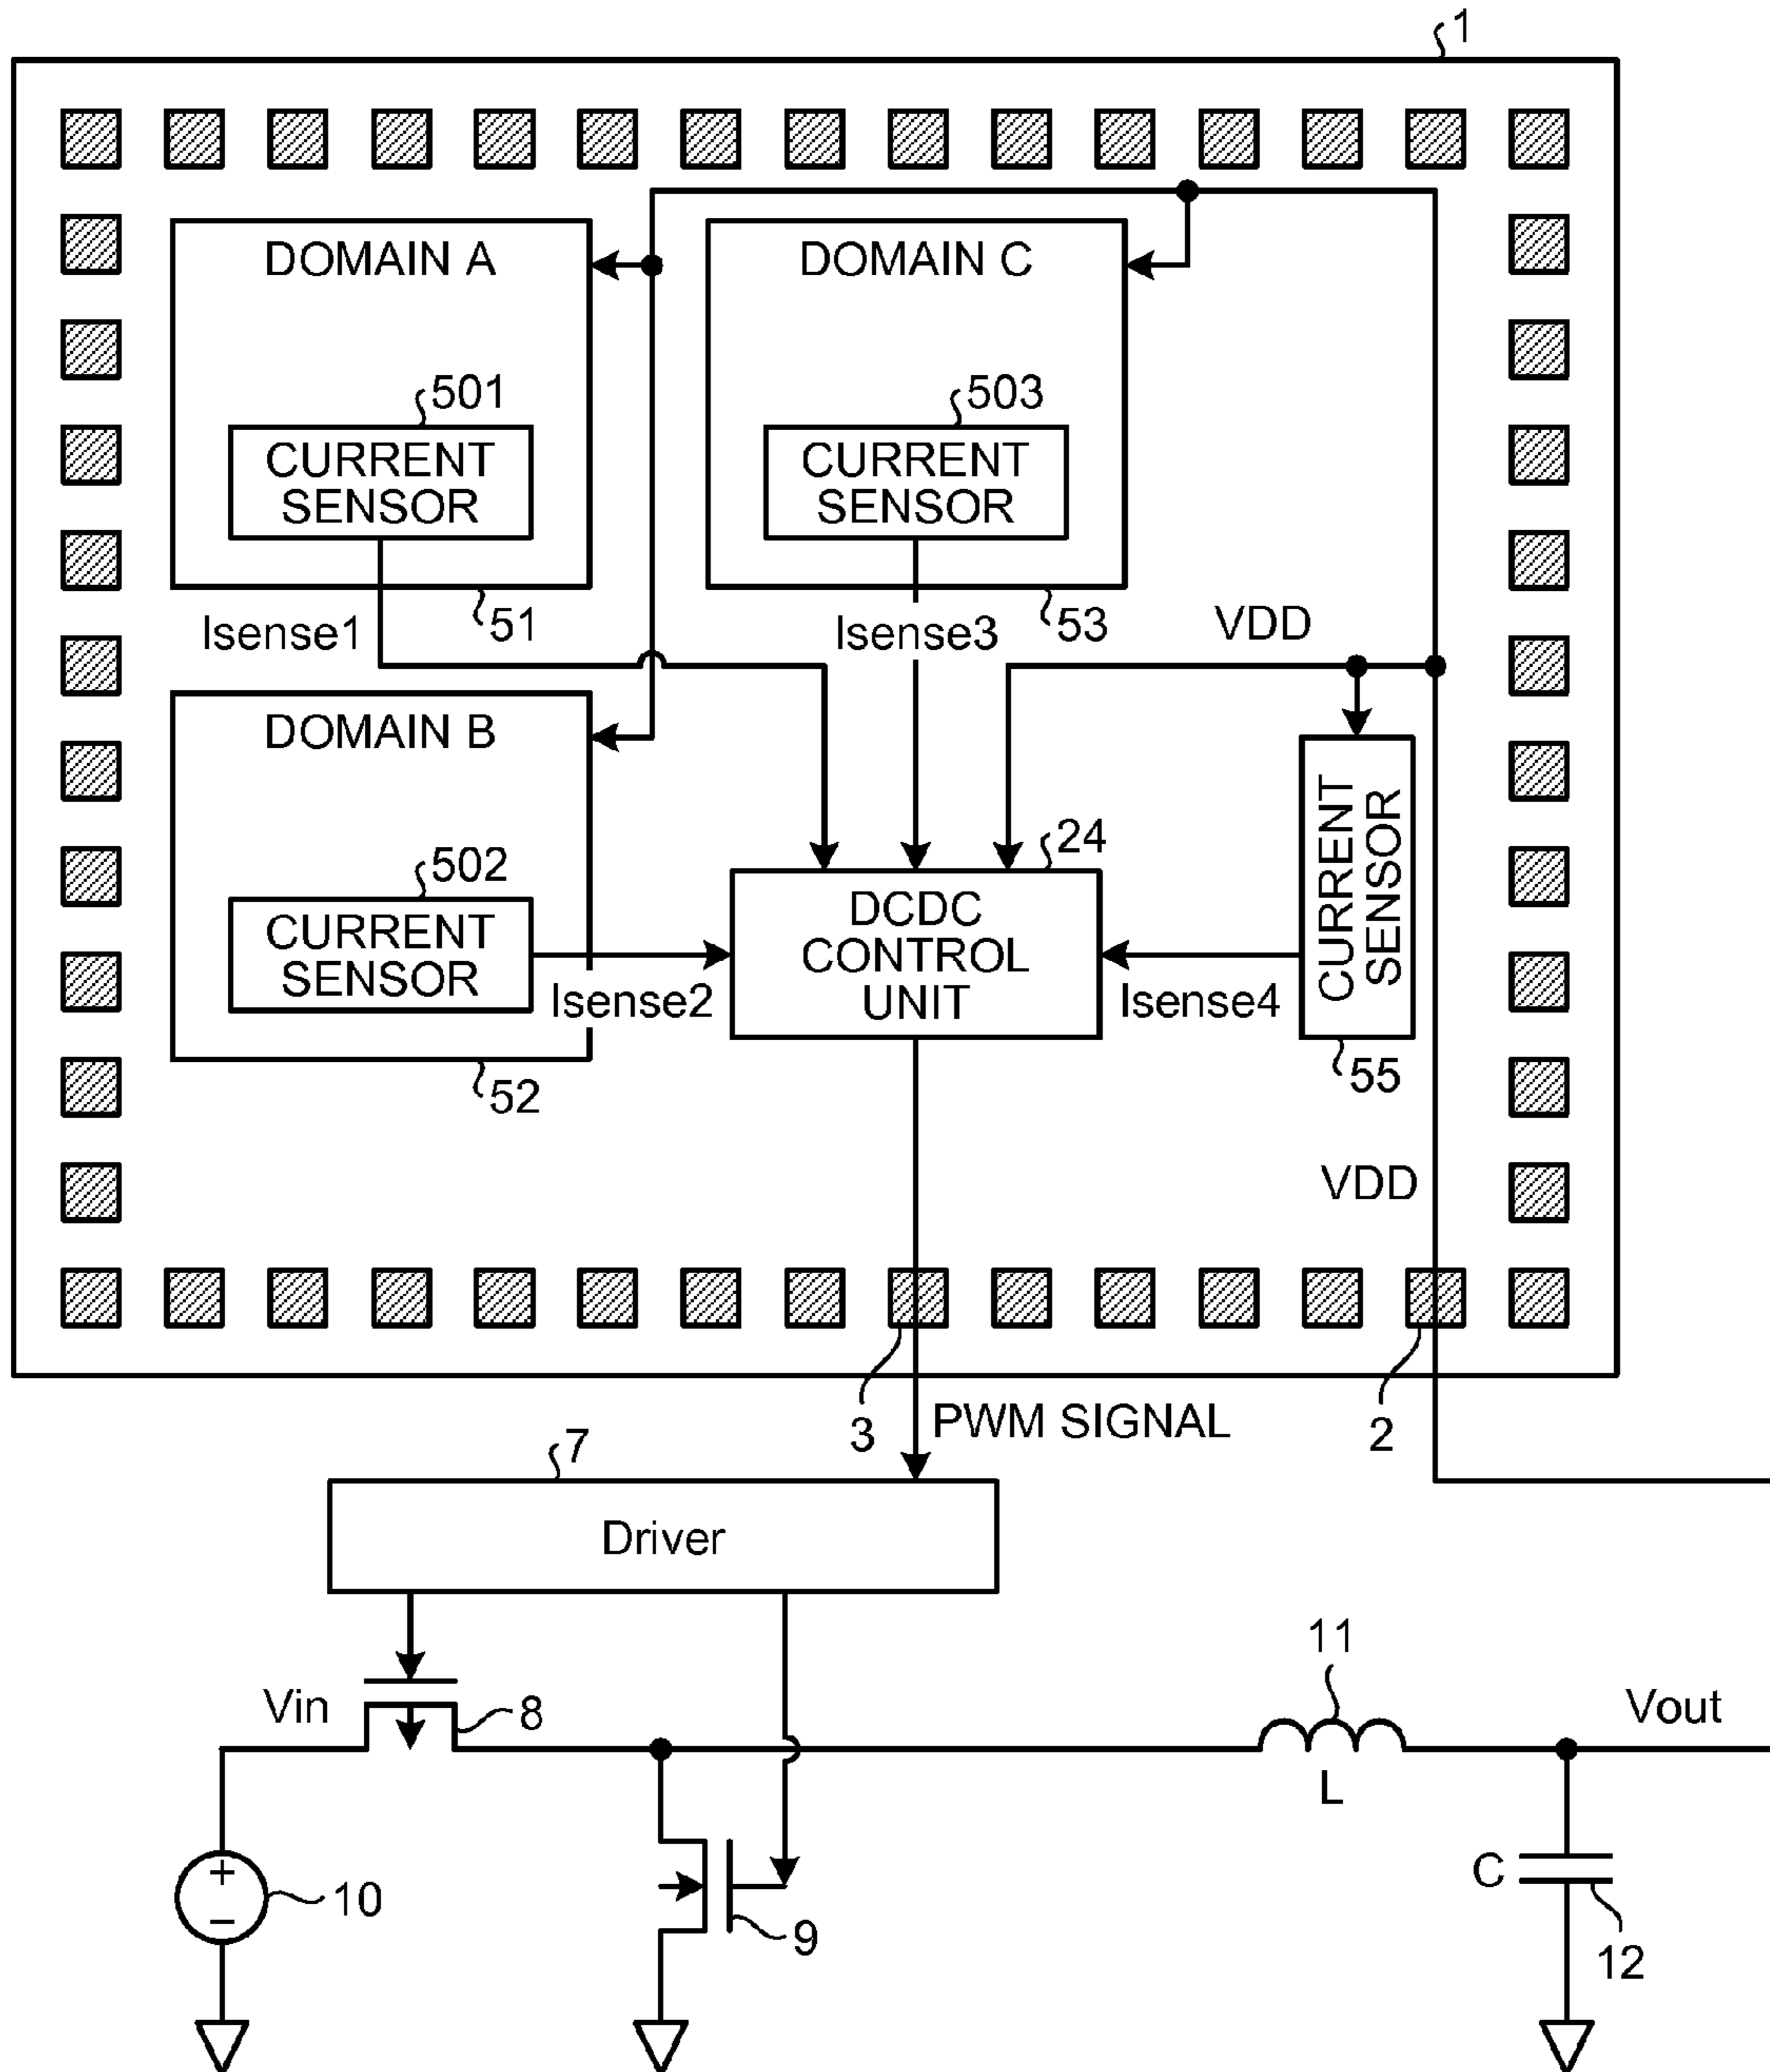 1
DOMAIN A
DOMAIN C
501
503
CURRENT
SENSOR
CURRENT
SENSOR
Isense1
51
Isense3
53
VDD
DOMAIN B
CURRENT
SENSOR
502
24
CURRENT
SENSOR
DCDC
CONTROL
UNIT
Isense2
Isense4
52
55
VDD
3
PWM SIGNAL
2
7
Driver
11
Vin
8
Vout
L
+
−
10
9
C
12